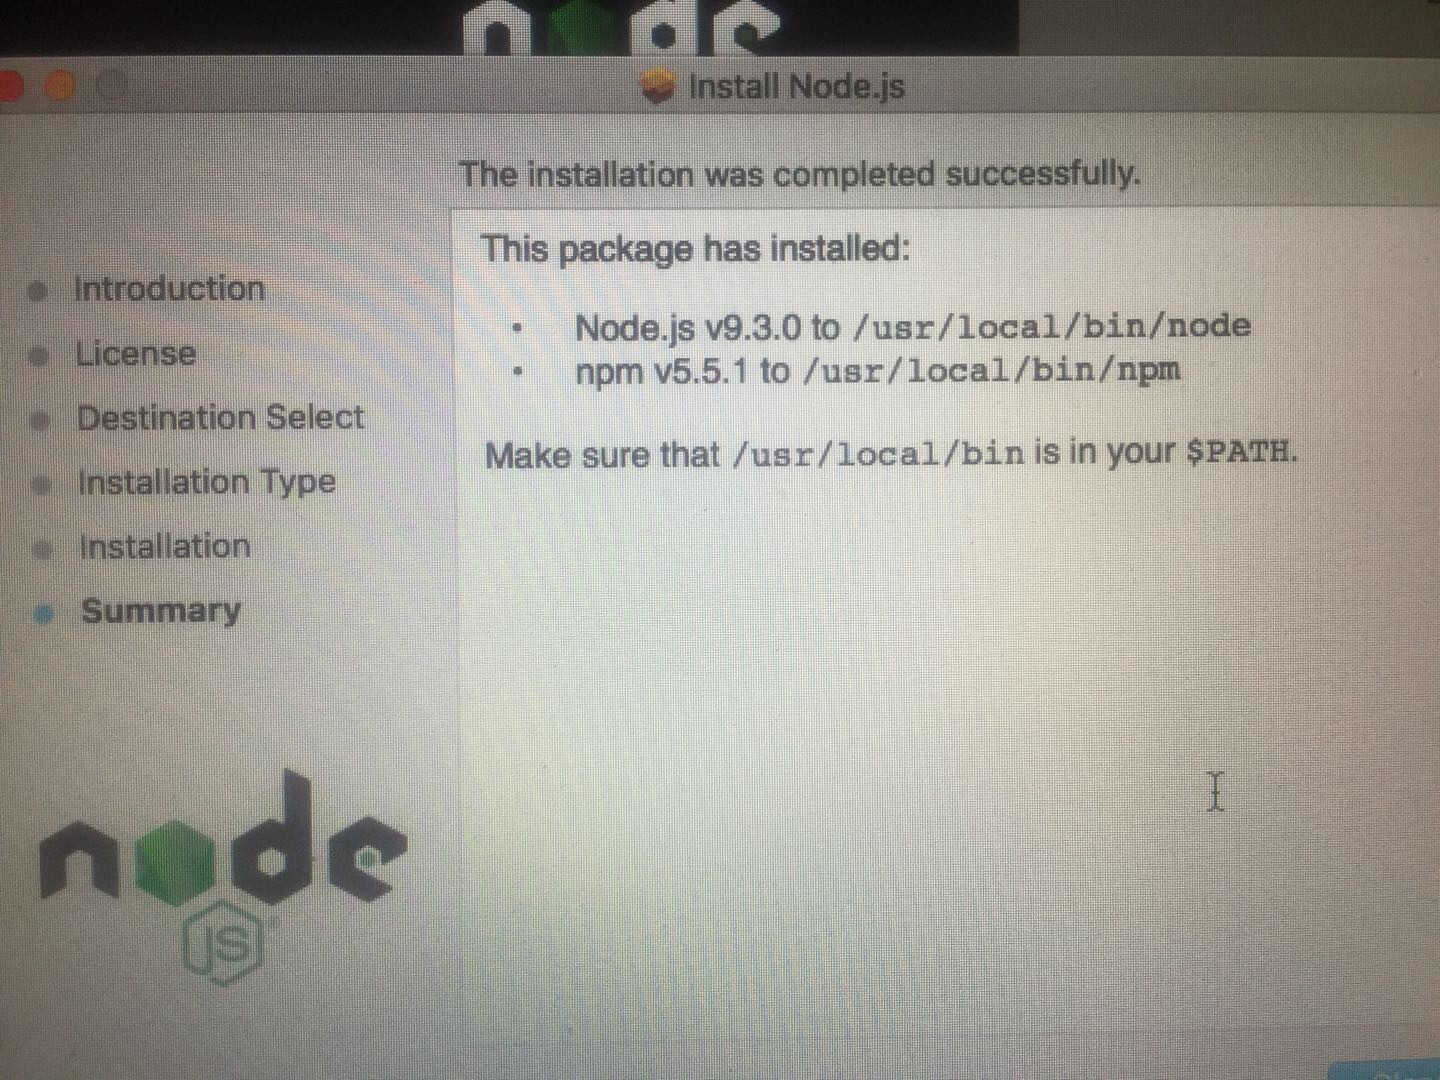 node
Install Node.js
The installation was completed successfully.
This package has installed:
• Node.js v9.3.0 to /usr/local/bin/node
• npm v5.5.1 to /usr/local/bin/npm
Make sure that /usr/local/bin is in your $PATH.
Introduction
License
Destination Select
Installation Type
Installation
Summary
node
JS